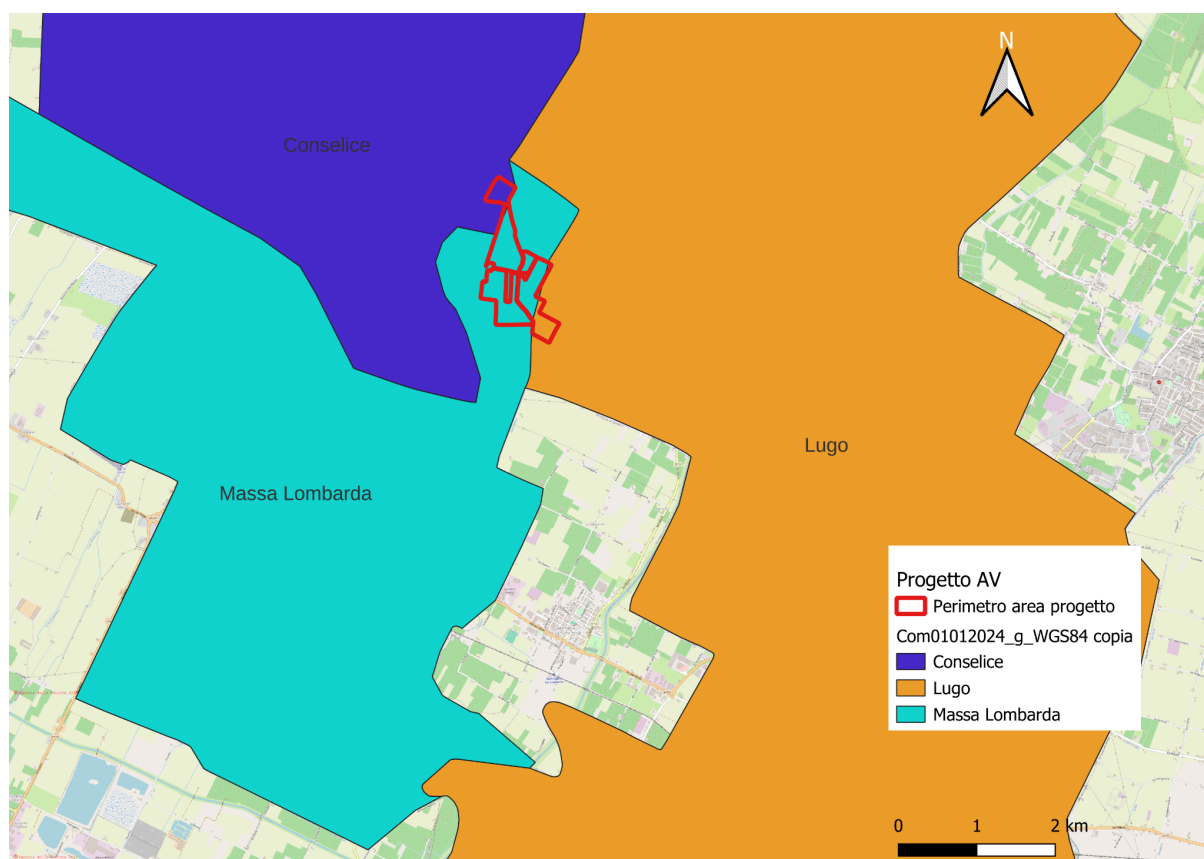 N
Conselice
Lugo
Massa Lombarda
Progetto AV
Perimetro area progetto
Com01012024_g_WGS84 copia
Conselice
Lugo
Massa Lombarda
0 1 2 km